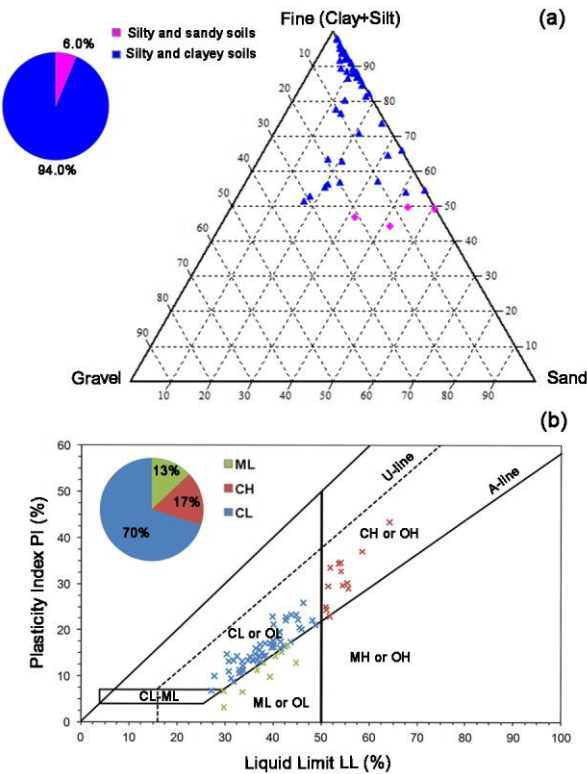 Silty and sandy soils
Silty and clayey soils
6.0%
94.0%
Fine (Clay+Silt)
(a)
10
20
30
40
50
60
70
80
90
90
80
70
60
50
40
30
20
10
Gravel
Sand
10 20 30 40 50 60 70 80 90
(b)
60
50
40
30
20
10
0
Plasticity Index PI (%)
13%
17%
70%
ML
CH
CL
U-line
A-line
CH or OH
CL or OL
MH or OH
CL-ML
ML or OL
0 10 20 30 40 50 60 70 80 90 100
Liquid Limit LL (%)